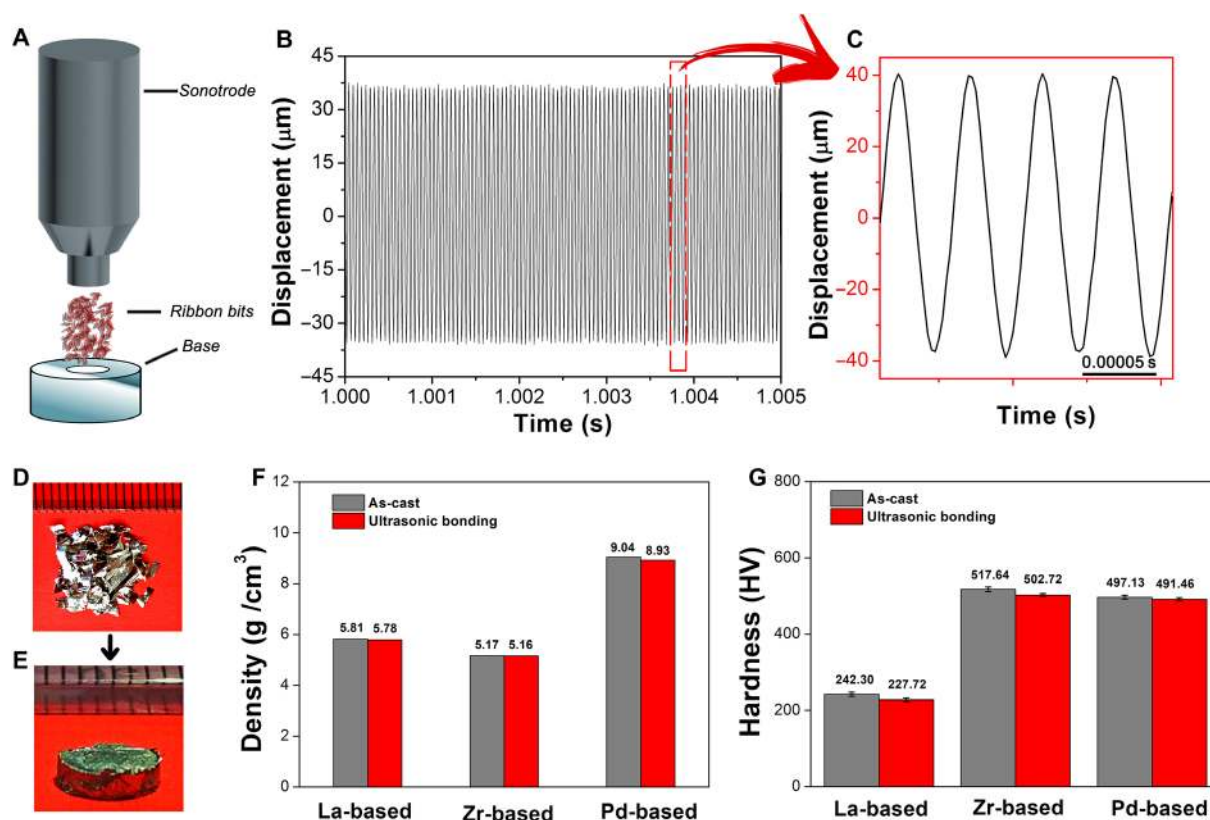 A
Sonotrode
Ribbon bits
Base
B
Displacement (μm)
45
30
15
0
−15
−30
−45
1.000 1.001 1.002 1.003 1.004 1.005
Time (s)
C
Displacement (μm)
40
20
0
−20
−40
0.00005 s
Time (s)
D
E
F
Density (g /cm³)
12
10
8
6
4
2
0
As-cast
Ultrasonic bonding
5.81 5.78
5.17 5.16
9.04 8.93
La-based Zr-based Pd-based
G
Hardness (HV)
800
600
400
200
0
As-cast
Ultrasonic bonding
242.30 227.72
517.64 502.72
497.13 491.46
La-based Zr-based Pd-based